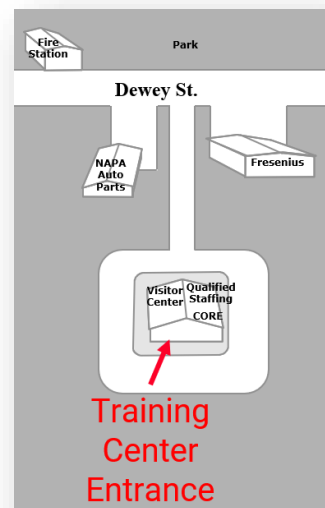 Fire
Station
Park
Dewey St.
NAPA
Auto
Parts
Fresenius
Visitor
Center
Qualified
Staffing
CORE
Training
Center
Entrance